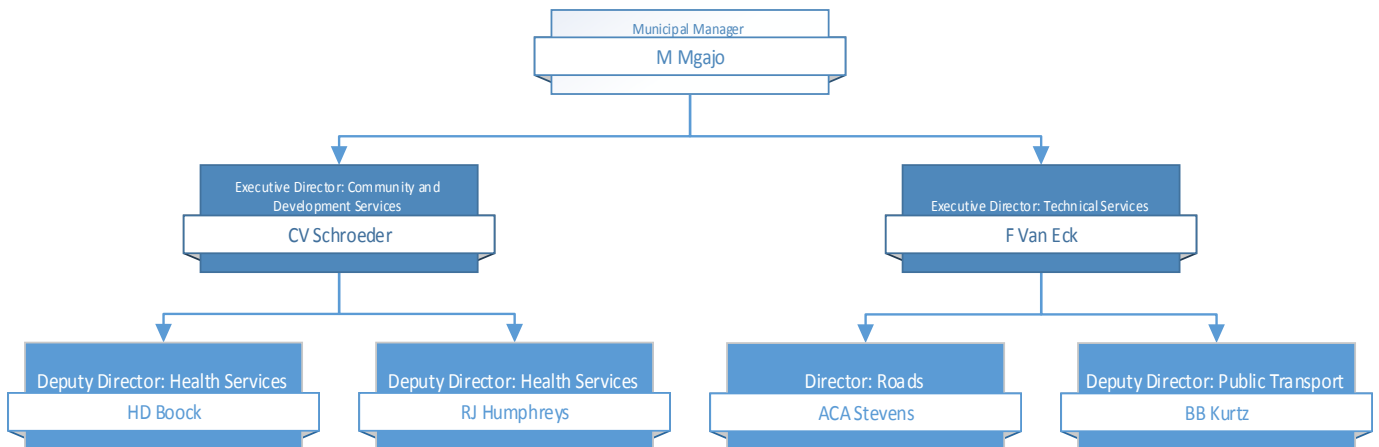 Municipal Manager
M Mgajo
Executive Director: Community and
Development Services
CV Schroeder
Executive Director: Technical Services
F Van Eck
Deputy Director: Health Services
HD Boock
Deputy Director: Health Services
RJ Humphreys
Director: Roads
ACA Stevens
Deputy Director: Public Transport
BB Kurtz